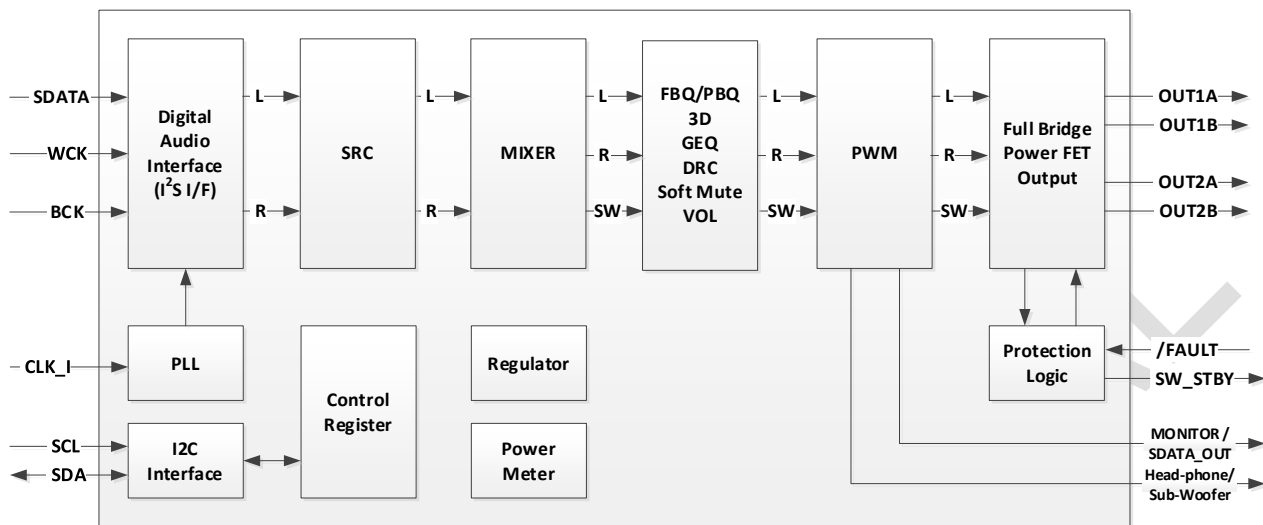 SDATA
WCK
BCK
Digital
Audio
Interface
(I²S I/F)
L
R
SRC
L
R
MIXER
L
R
SW
FBQ/PBQ
3D
GEQ
DRC
Soft Mute
VOL
L
R
SW
PWM
L
R
SW
Full Bridge
Power FET
Output
OUT1A
OUT1B
OUT2A
OUT2B
CLK_I
PLL
Control
Register
Regulator
Protection
Logic
/FAULT
SW_STBY
SCL
SDA
I2C
Interface
Power
Meter
MONITOR/
SDATA_OUT
Head-phone/
Sub-Woofer